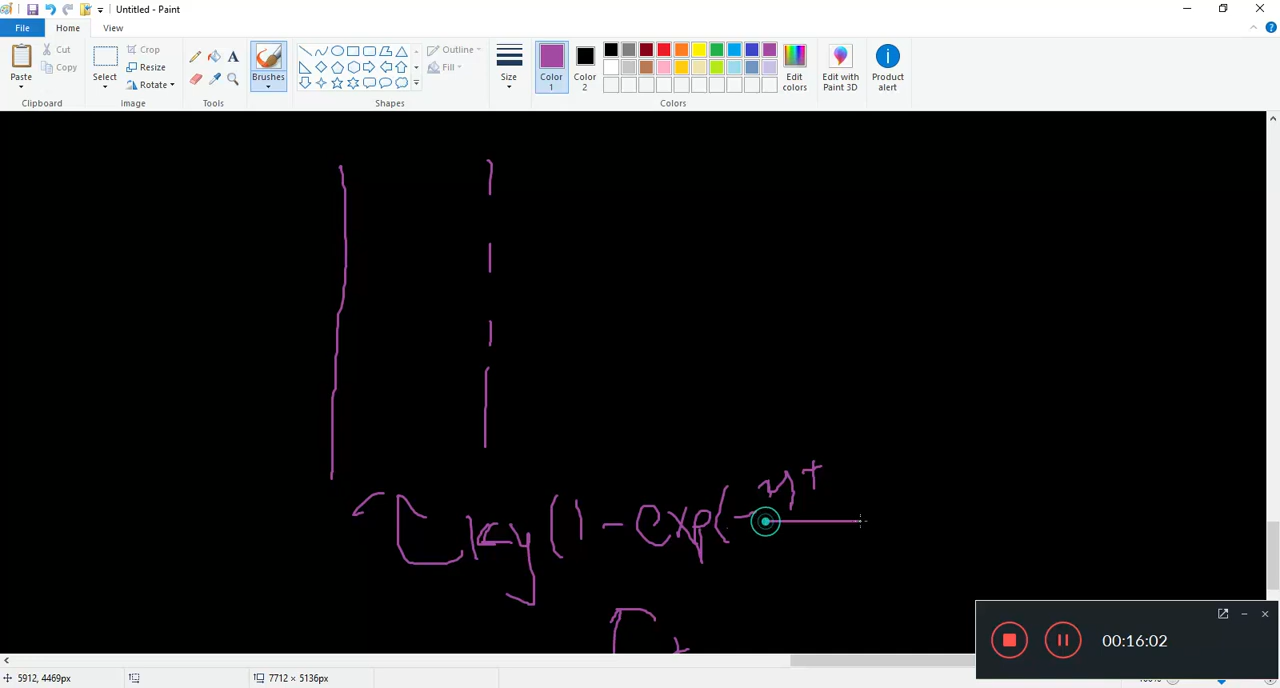 Untitled - Paint
File Home View
Paste
Cut
Copy
Clipboard
Select
Crop
Resize
Rotate
Image
A
Tools
Brushes
Outline
Fill
Shapes
Size
Color
1
Color
2
Edit
colors
Colors
Edit with
Paint 3D
Product
alert
y+
ky(1-exp(-
+
00:16:02
5912, 4469px
7712 × 5136px